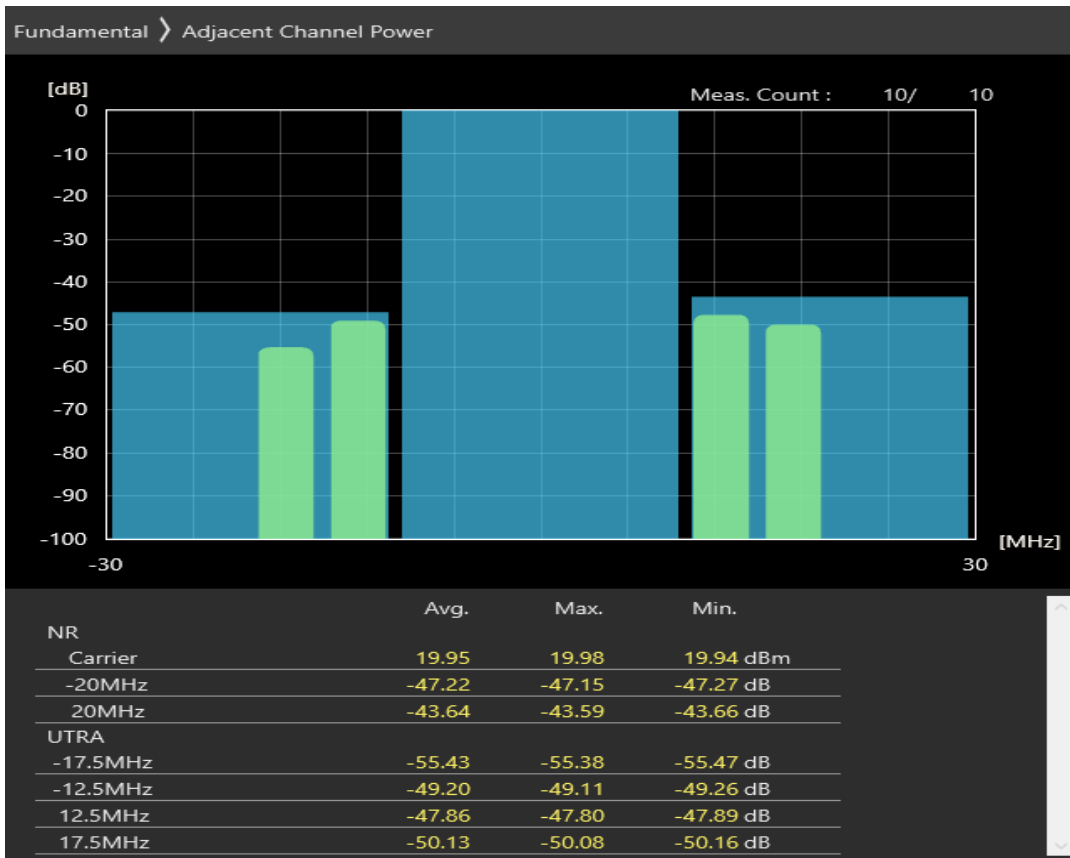 Fundamental 〉 Adjacent Channel Power
[dB]
Meas. Count : 10/ 10
0
-10
-20
-30
-40
-50
-60
-70
-80
-90
-100
[MHz]
-30 30
Avg. Max. Min.
NR
Carrier 19.95 19.98 19.94 dBm
-20MHz -47.22 -47.15 -47.27 dB
20MHz -43.64 -43.59 -43.66 dB
UTRA
-17.5MHz -55.43 -55.38 -55.47 dB
-12.5MHz -49.20 -49.11 -49.26 dB
12.5MHz -47.86 -47.80 -47.89 dB
17.5MHz -50.13 -50.08 -50.16 dB